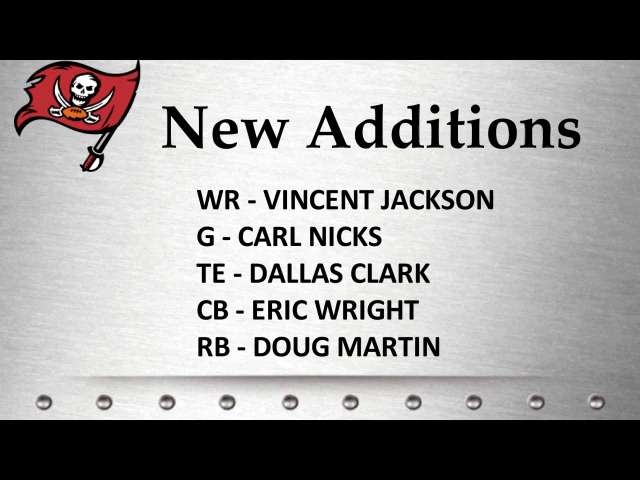 New Additions
WR - VINCENT JACKSON
G - CARL NICKS
TE - DALLAS CLARK
CB - ERIC WRIGHT
RB - DOUG MARTIN